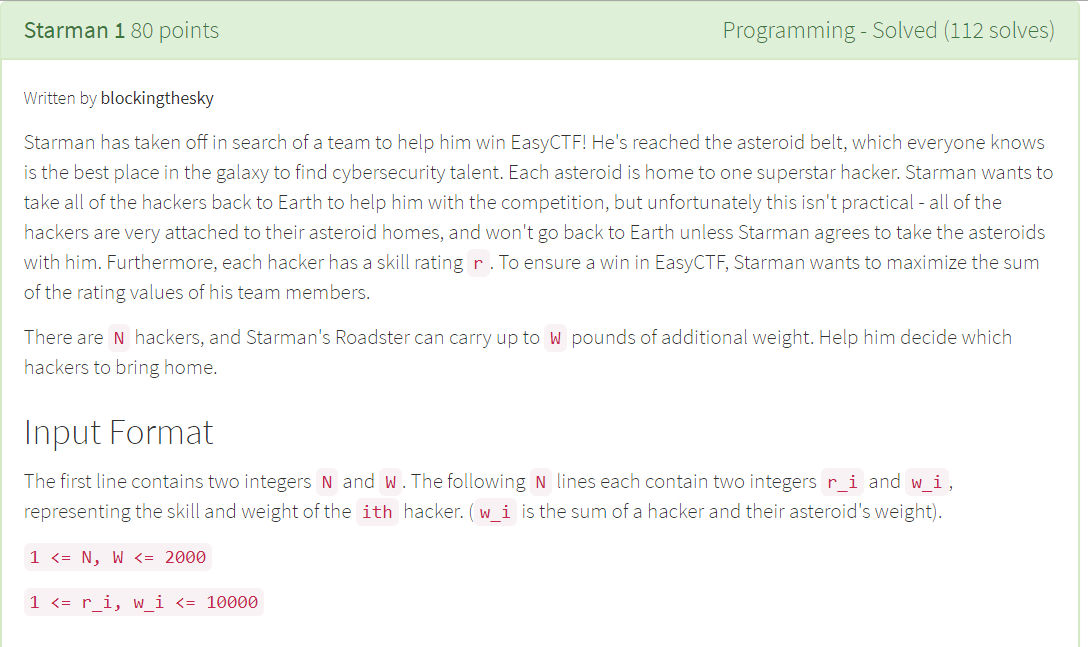 Starman 1 80 points Programming - Solved (112 solves)
Written by blockingthesky
Starman has taken off in search of a team to help him win EasyCTF! He's reached the asteroid belt, which everyone knows
is the best place in the galaxy to find cybersecurity talent. Each asteroid is home to one superstar hacker. Starman wants to
take all of the hackers back to Earth to help him with the competition, but unfortunately this isn't practical - all of the
hackers are very attached to their asteroid homes, and won't go back to Earth unless Starman agrees to take the asteroids
with him. Furthermore, each hacker has a skill rating r . To ensure a win in EasyCTF, Starman wants to maximize the sum
of the rating values of his team members.
There are N hackers, and Starman's Roadster can carry up to W pounds of additional weight. Help him decide which
hackers to bring home.
Input Format
The first line contains two integers N and W . The following N lines each contain two integers r_i and w_i ,
representing the skill and weight of the ith hacker. ( w_i is the sum of a hacker and their asteroid's weight).
1 <= N, W <= 2000
1 <= r_i, w_i <= 10000